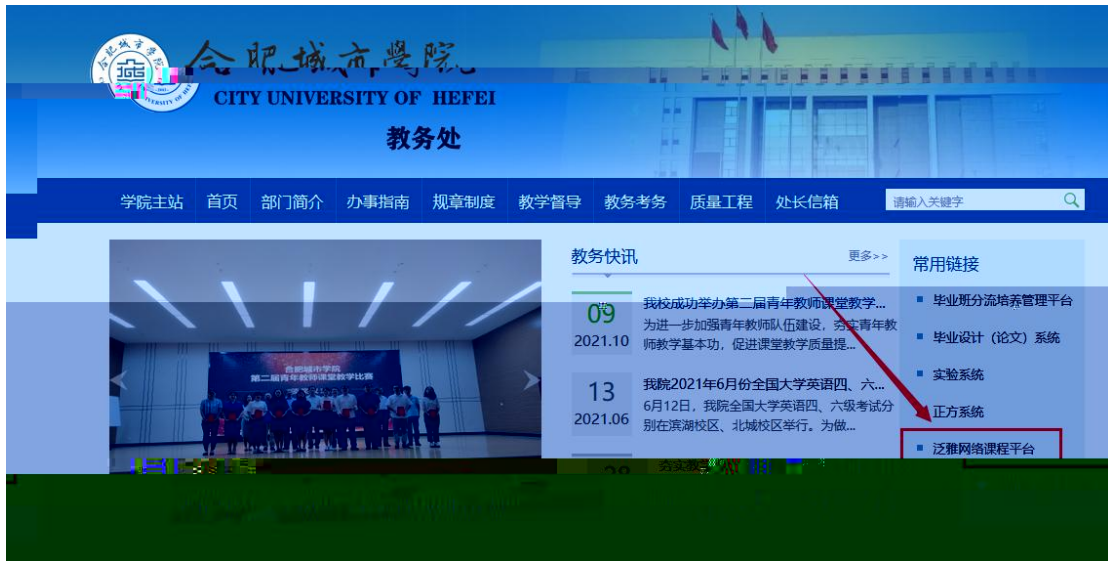 合肥城市學院
CITY UNIVERSITY OF HEFEI
教务处
学院主站 首页 部门简介 办事指南 规章制度 教学督导 教务考务 质量工程 处长信箱 请输入关键字
合肥城市学院
第二届青年教师课堂教学比赛
教务快讯 更多>>
09
2021.10
我校成功举办第二届青年教师课堂教学...
为进一步加强青年教师队伍建设，夯实青年教
师教学基本功，促进课堂教学质量提...
13
2021.06
我院2021年6月份全国大学英语四、六...
6月12日，我院全国大学英语四、六级考试分
别在滨湖校区、北城校区举行。为做...
28
常用链接
毕业班分流培养管理平台
毕业设计（论文）系统
实验系统
正方系统
泛雅网络课程平台